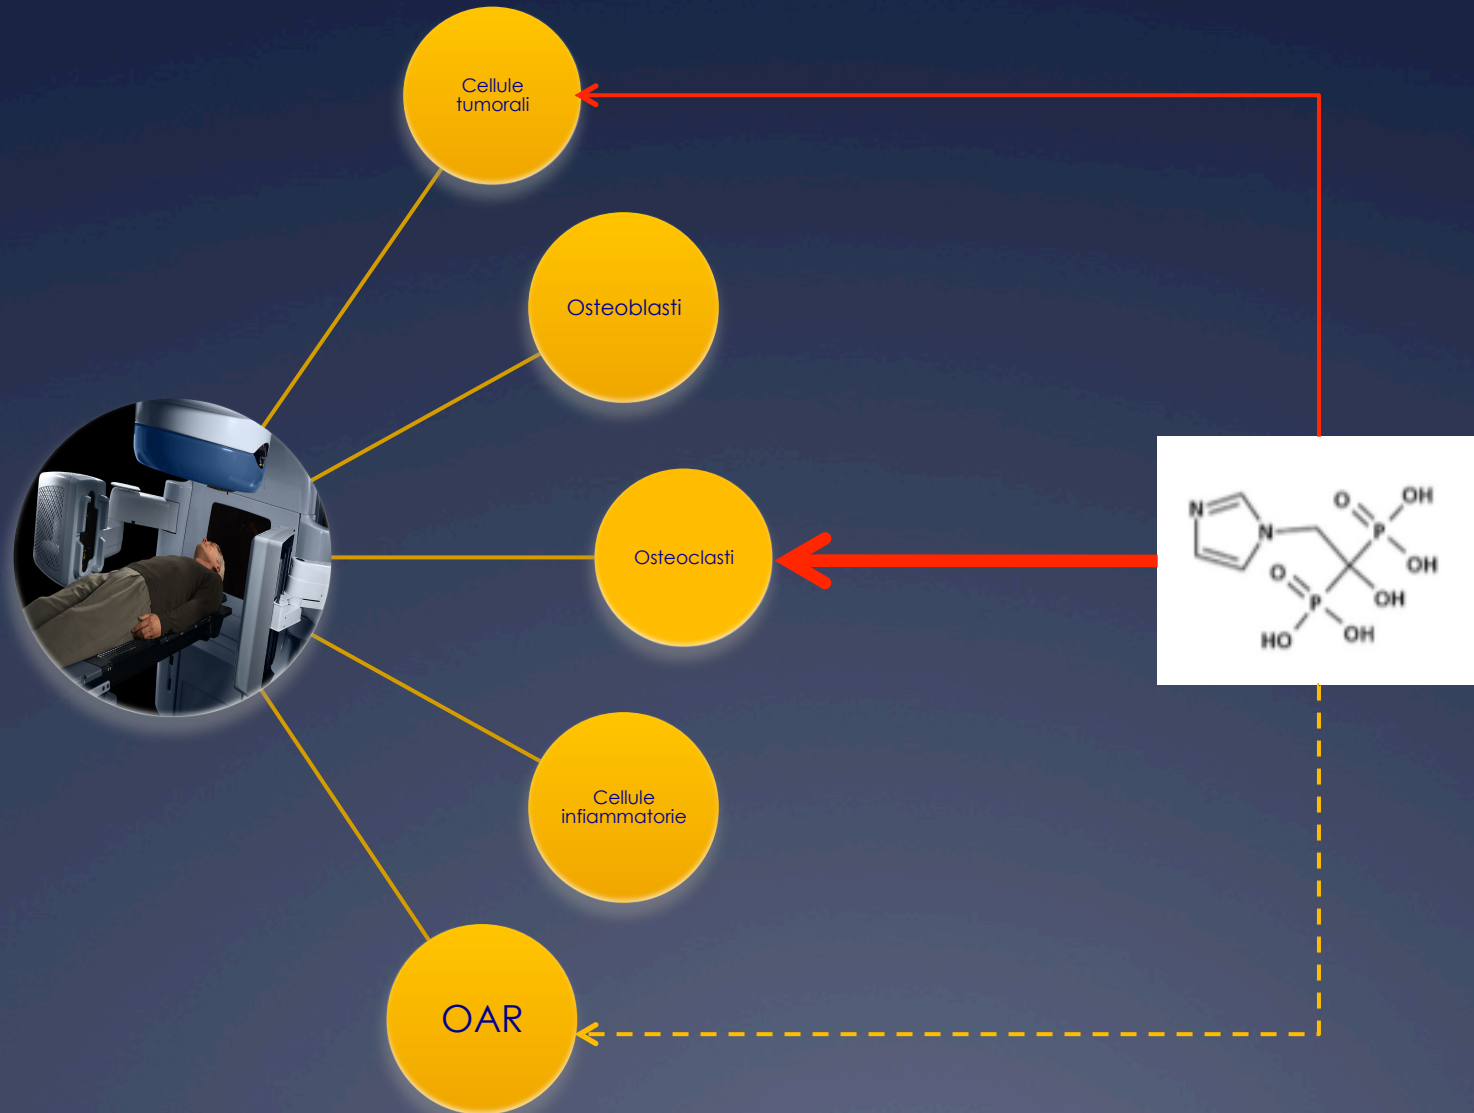 Cellule
tumorali
Osteoblasti
Osteoclasti
Cellule
infiammatorie
OAR
N
N
O
OH
P
OH
O
P
OH
HO
OH